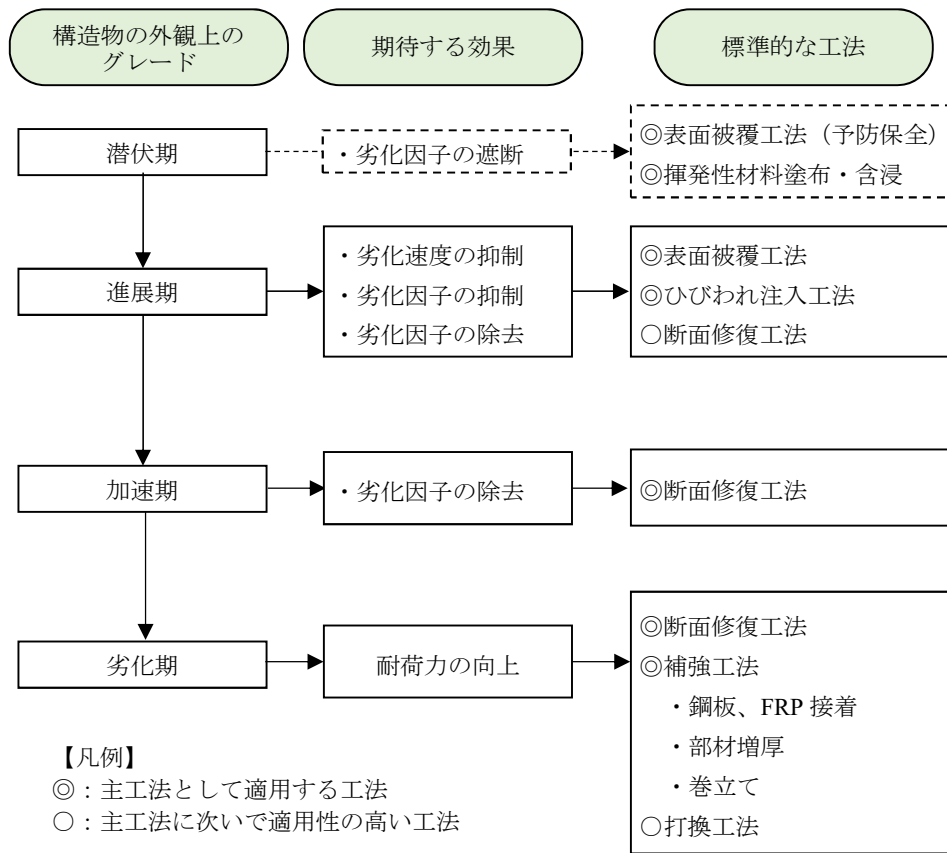 構造物の外観上の
グレード
期待する効果
標準的な工法
潜伏期
・劣化因子の遮断
◎表面被覆工法（予防保全）
◎揮発性材料塗布・含浸
進展期
・劣化速度の抑制
・劣化因子の抑制
・劣化因子の除去
◎表面被覆工法
◎ひびわれ注入工法
○断面修復工法
加速期
・劣化因子の除去
◎断面修復工法
劣化期
耐荷力の向上
◎断面修復工法
◎補強工法
・鋼板、FRP 接着
・部材増厚
・巻立て
○打換工法
【凡例】
◎：主工法として適用する工法
○：主工法に次いで適用性の高い工法